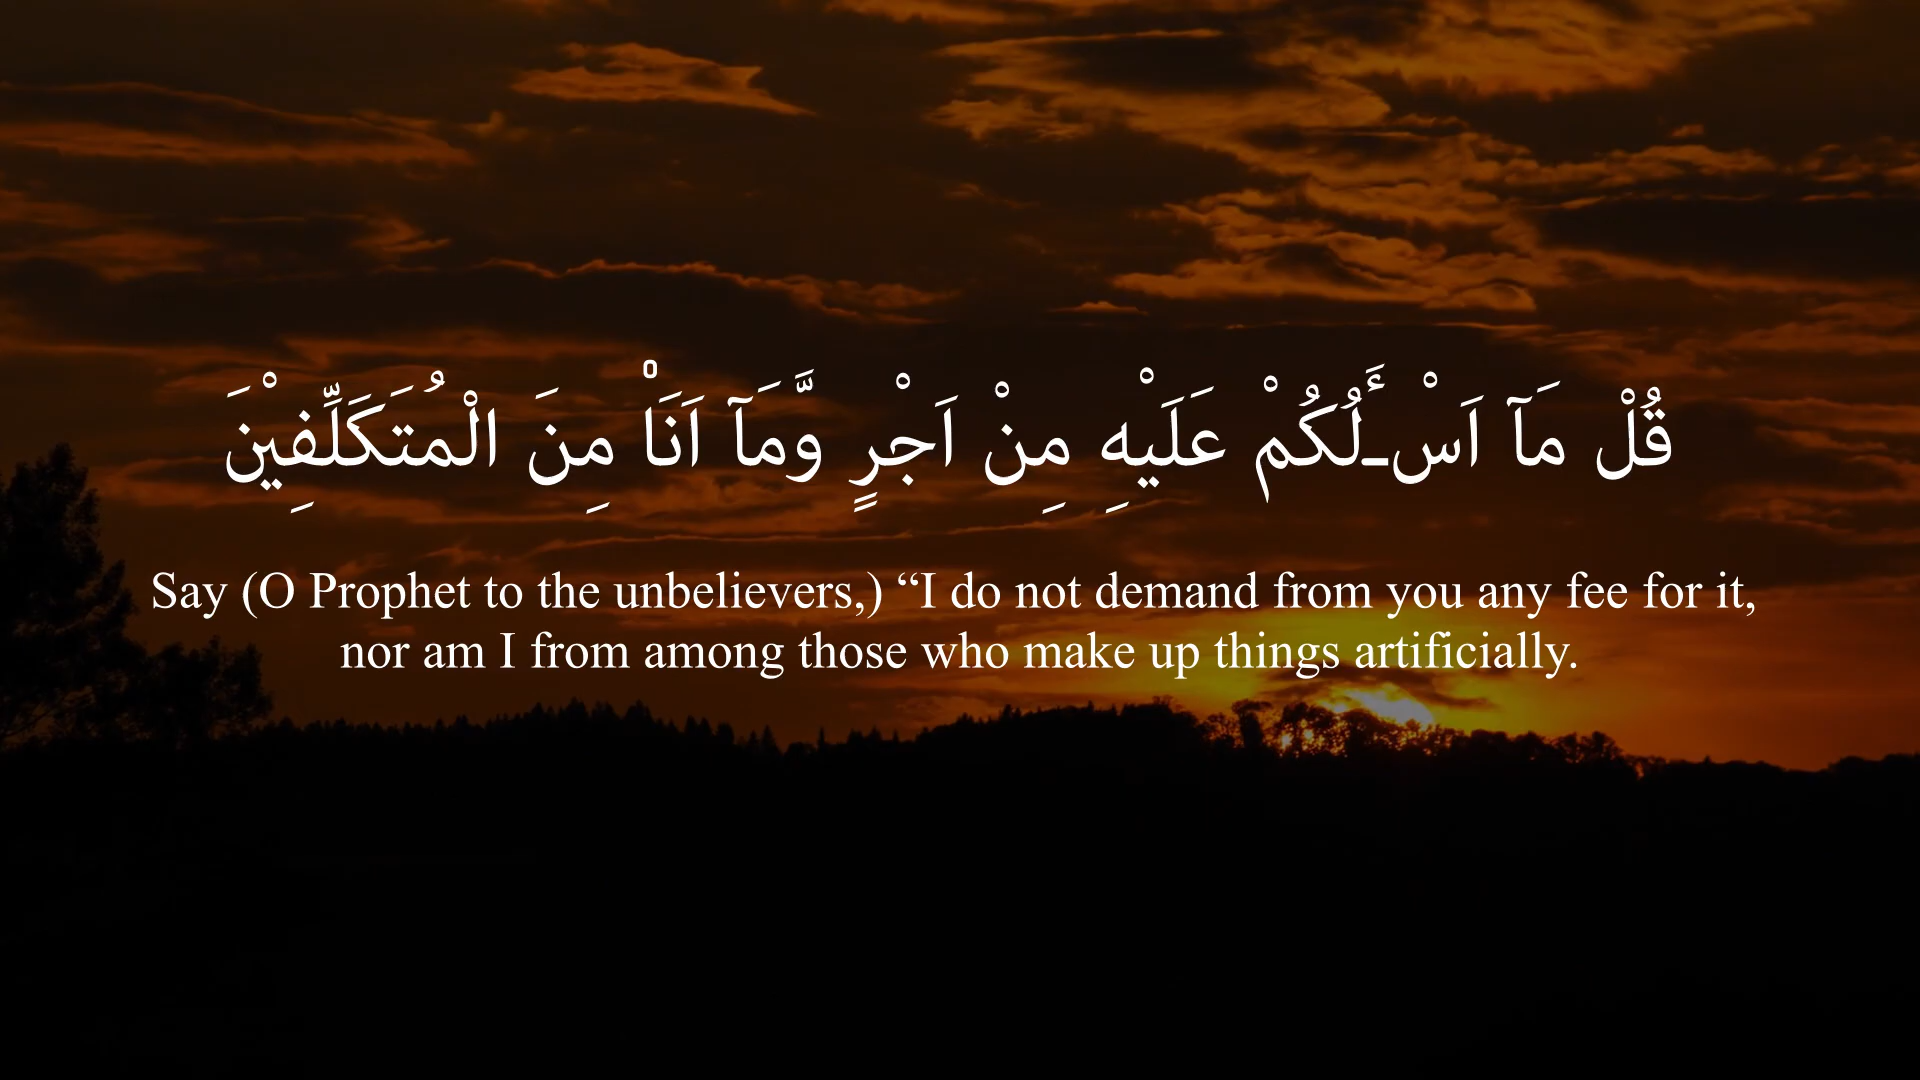 قُلْ مَآ اَسْـَٔلُكُمْ عَلَيْهِ مِنْ اَجْرٍ وَّمَآ اَنَا۟ مِنَ الْمُتَكَلِّفِيْنَ
Say (O Prophet to the unbelievers,) “I do not demand from you any fee for it,
nor am I from among those who make up things artificially.